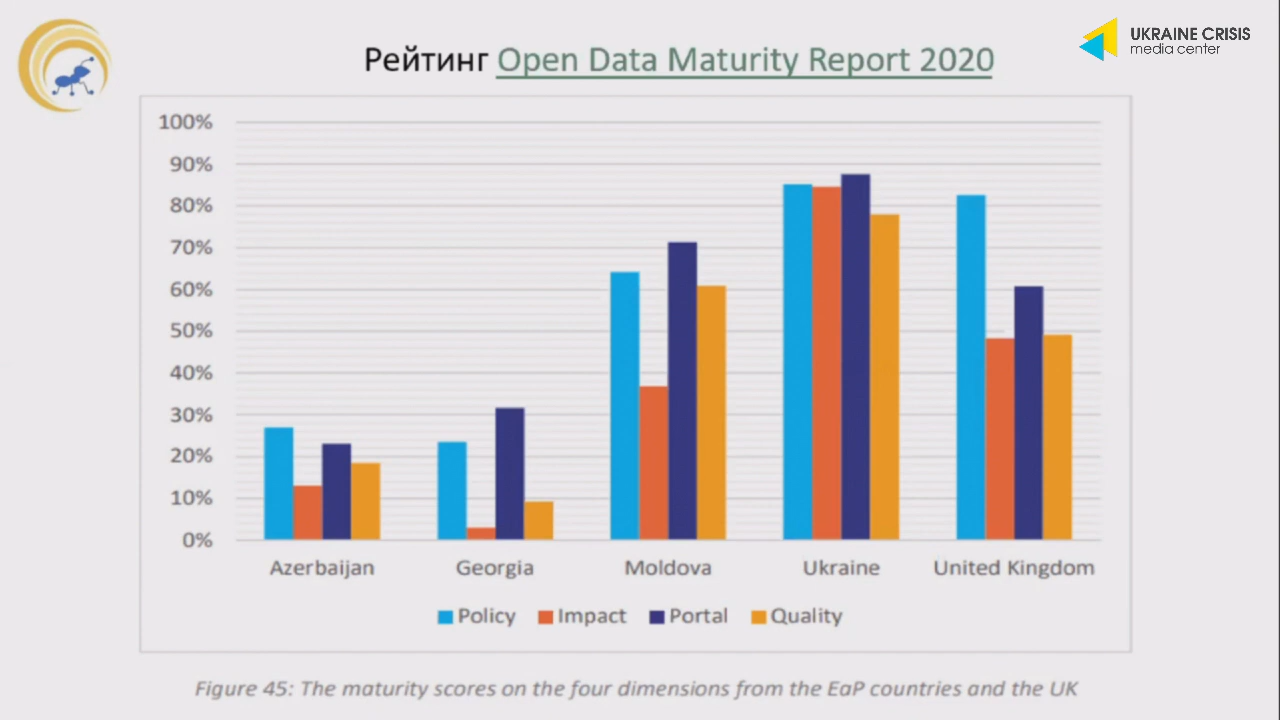 UKRAINE CRISIS
media center
Рейтинг Open Data Maturity Report 2020
100%
90%
80%
70%
60%
50%
40%
30%
20%
10%
0%
Azerbaijan Georgia Moldova Ukraine United Kingdom
Policy Impact Portal Quality
Figure 45: The maturity scores on the four dimensions from the EaP countries and the UK